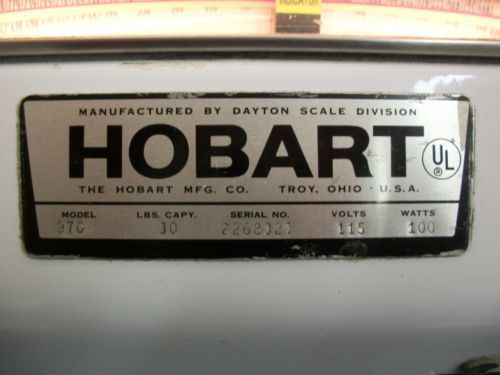 INDICATOR
MANUFACTURED BY DAYTON SCALE DIVISION
HOBART
UL
THE HOBART MFG. CO. TROY, OHIO · U.S.A.
MODEL LBS. CAPY. SERIAL NO. VOLTS WATTS
30 115 100